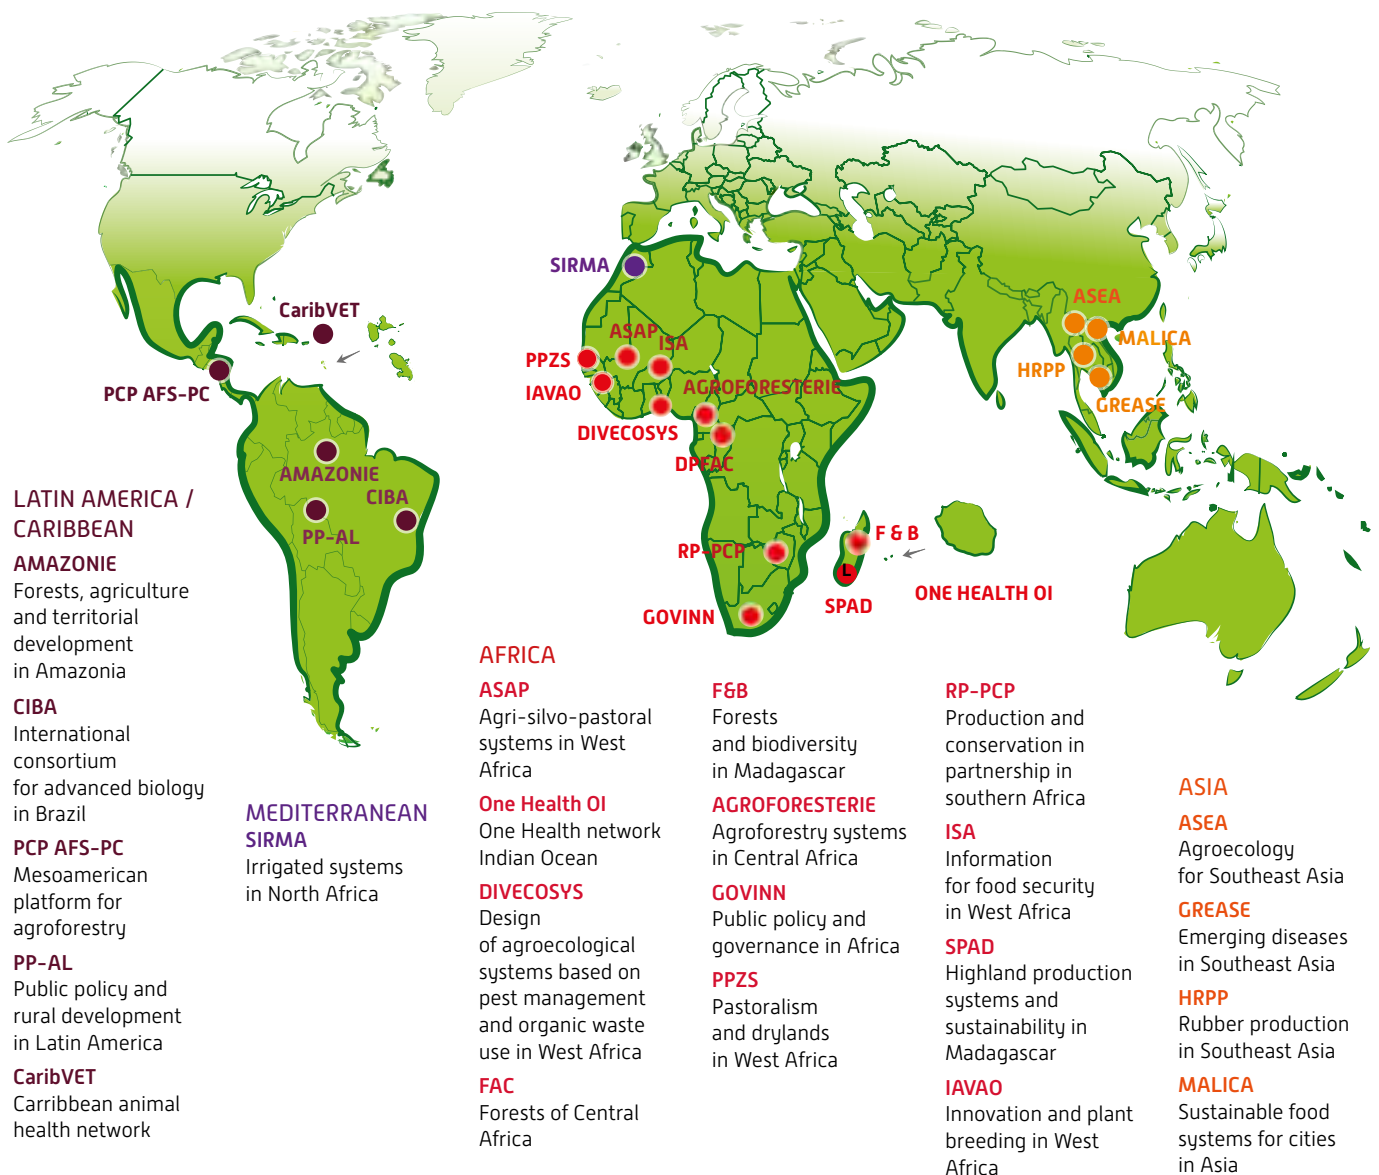 SIRMA
CaribVET
ASEA
ASAP
ISA
MALICA
PPZS
HRPP
IAVAO
AGROFORESTERIE
PCP AFS-PC
GREASE
DIVECOSYS
DPFAC
AMAZONIE
CIBA
PP-AL
F & B
RP-PCP
L
ONE HEALTH OI
SPAD
GOVINN
LATIN AMERICA /
CARIBBEAN
AMAZONIE
Forests, agriculture
and territorial
development
in Amazonia
CIBA
International
consortium
for advanced biology
in Brazil
PCP AFS-PC
Mesoamerican
platform for
agroforestry
PP-AL
Public policy and
rural development
in Latin America
CaribVET
Carribbean animal
health network
MEDITERRANEAN
SIRMA
Irrigated systems
in North Africa
AFRICA
ASAP
Agri-silvo-pastoral
systems in West
Africa
One Health OI
One Health network
Indian Ocean
DIVECOSYS
Design
of agroecological
systems based on
pest management
and organic waste
use in West Africa
FAC
Forests of Central
Africa
F&B
Forests
and biodiversity
in Madagascar
AGROFORESTERIE
Agroforestry systems
in Central Africa
GOVINN
Public policy and
governance in Africa
PPZS
Pastoralism
and drylands
in West Africa
RP-PCP
Production and
conservation in
partnership in
southern Africa
ISA
Information
for food security
in West Africa
SPAD
Highland production
systems and
sustainability in
Madagascar
IAVAO
Innovation and plant
breeding in West
Africa
ASIA
ASEA
Agroecology
for Southeast Asia
GREASE
Emerging diseases
in Southeast Asia
HRPP
Rubber production
in Southeast Asia
MALICA
Sustainable food
systems for cities
in Asia